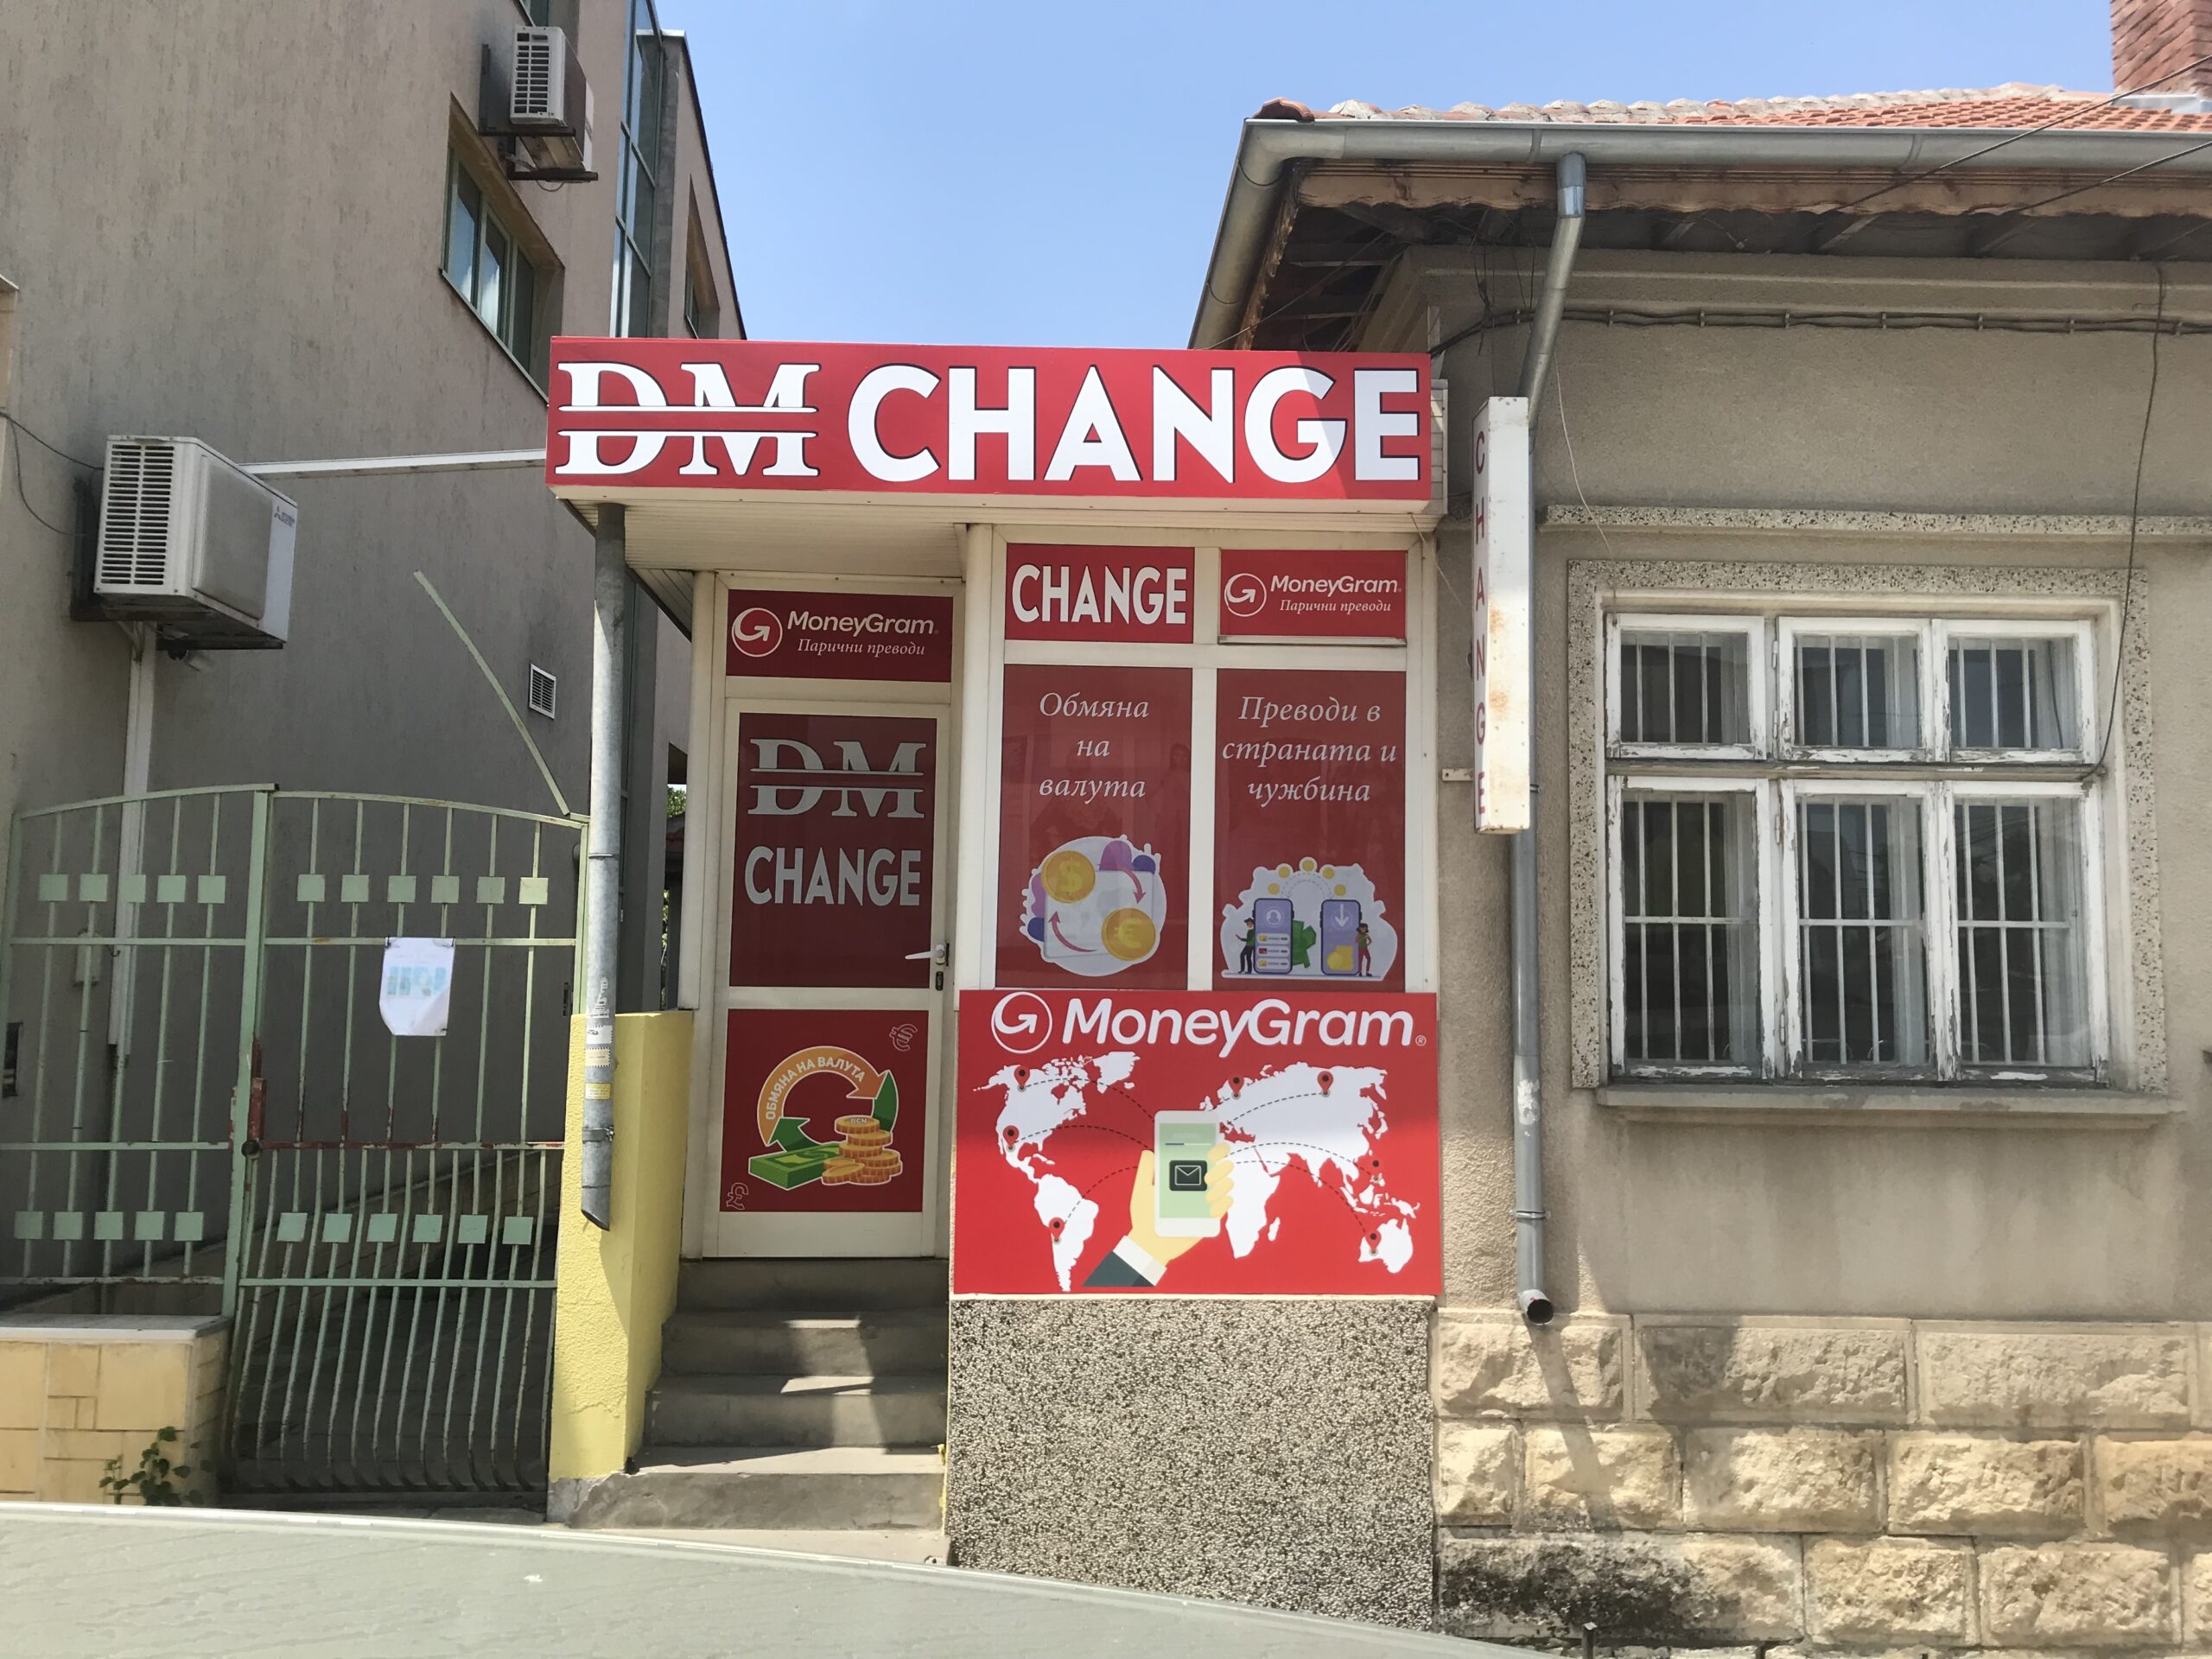 DM CHANGE
CHANGE
MoneyGram
Парични преводи
CHANGE
MoneyGram
Парични преводи
DM
CHANGE
Обмяна
на
валута
Преводи в
страната и
чужбина
ОБМЯНА НА ВАЛУТА
MoneyGram®